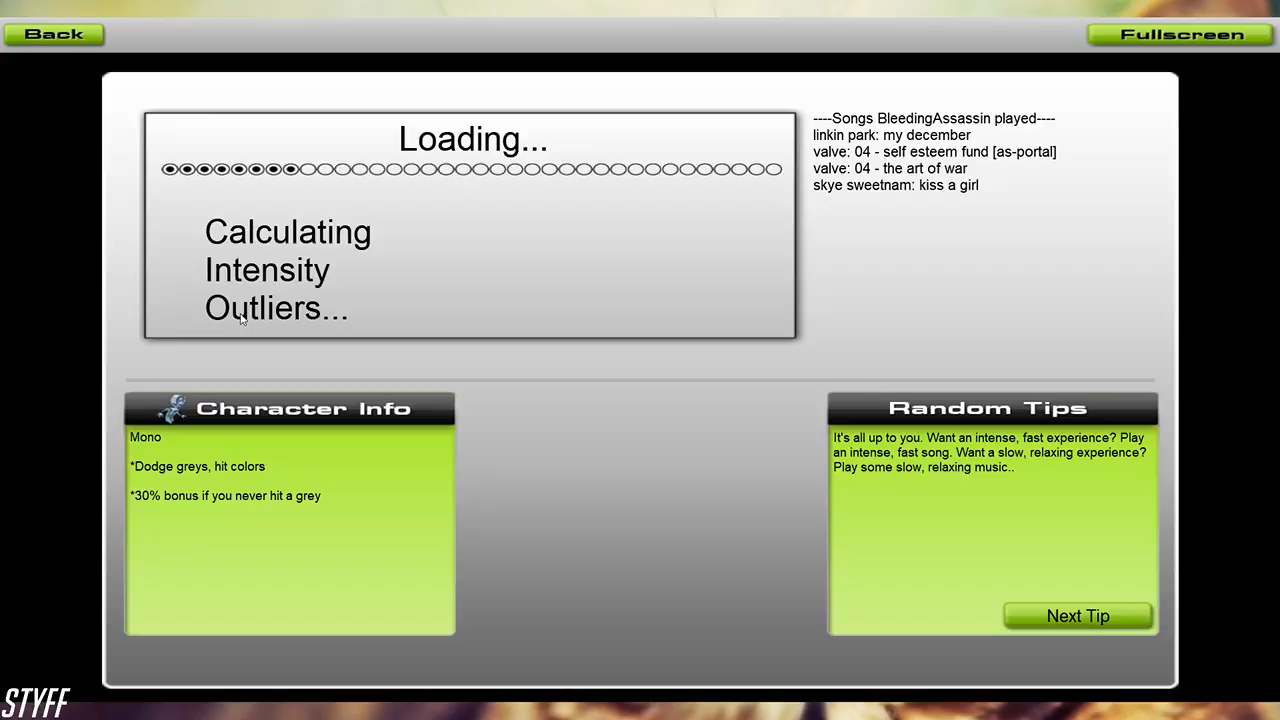 Back
Fullscreen
Loading...
Calculating
Intensity
Outliers...
----Songs BleedingAssassin played----
linkin park: my december
valve: 04 - self esteem fund [as-portal]
valve: 04 - the art of war
skye sweetnam: kiss a girl
Character Info
Mono
*Dodge greys, hit colors
*30% bonus if you never hit a grey
Random Tips
It's all up to you. Want an intense, fast experience? Play
an intense, fast song. Want a slow, relaxing experience?
Play some slow, relaxing music..
Next Tip
STYFF